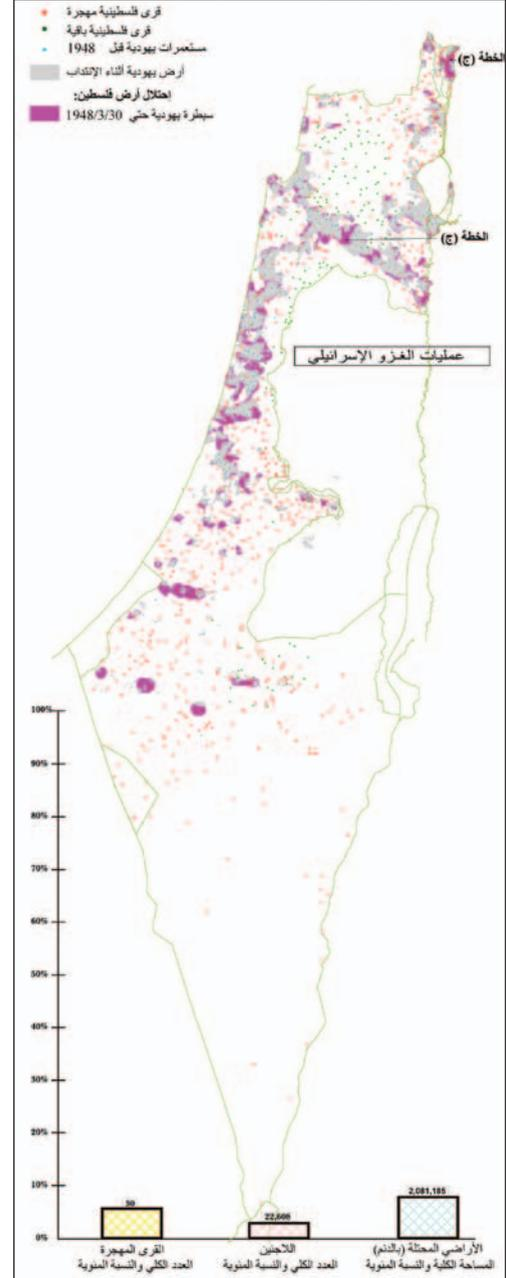 قرى فلسطينية مهجرة
قرى فلسطينية باقية
مستعمرات يهودية قبل 1948
أرض يهودية أثناء الإنتداب
إحتلال أرض فلسطين:
سيطرة يهودية حتي 1948/3/30
الخطة (ج)
الخطة (ج)
عمليات الغزو الإسرائيلي
100%
90%
80%
70%
60%
50%
40%
30%
20%
10%
0%
30
22,608
2,081,185
القرى المهجرة
العدد الكلي والنسبة المئوية
اللاجئين
العدد الكلي والنسبة المئوية
الأراضي المحتلة (بالدنم)
المساحة الكلية والنسبة المئوية